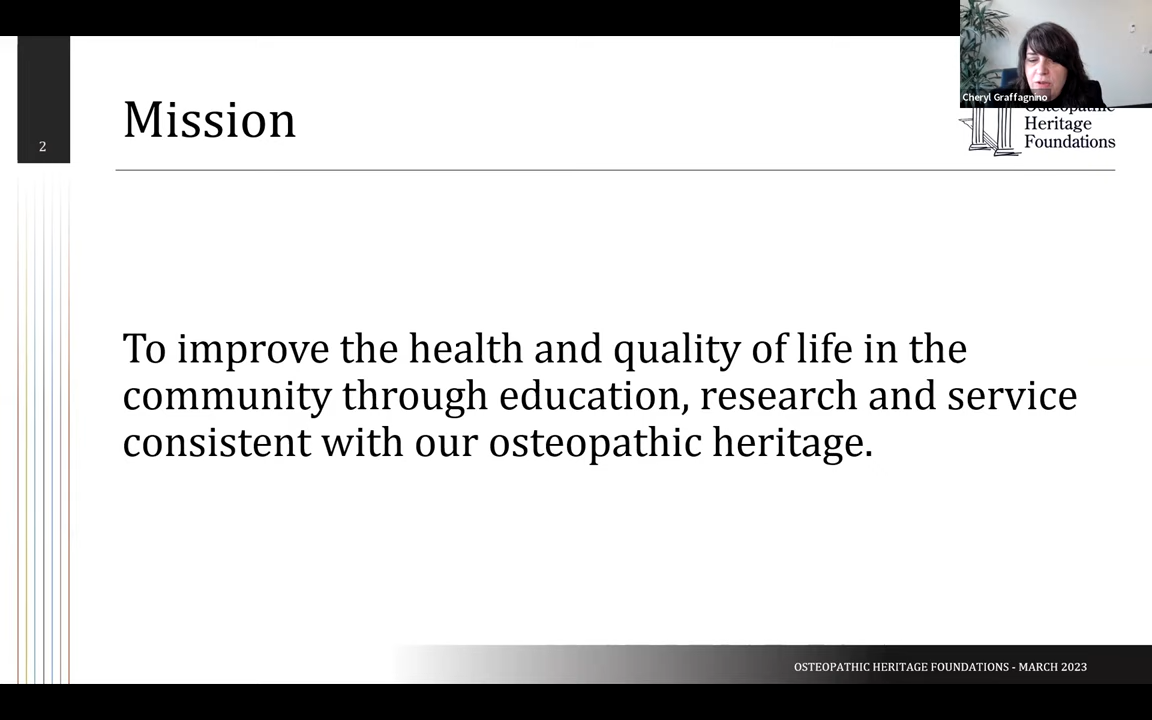 2
Mission
Cheryl Graffagnino
Osteopathic
Heritage
Foundations
To improve the health and quality of life in the
community through education, research and service
consistent with our osteopathic heritage.
OSTEOPATHIC HERITAGE FOUNDATIONS - MARCH 2023